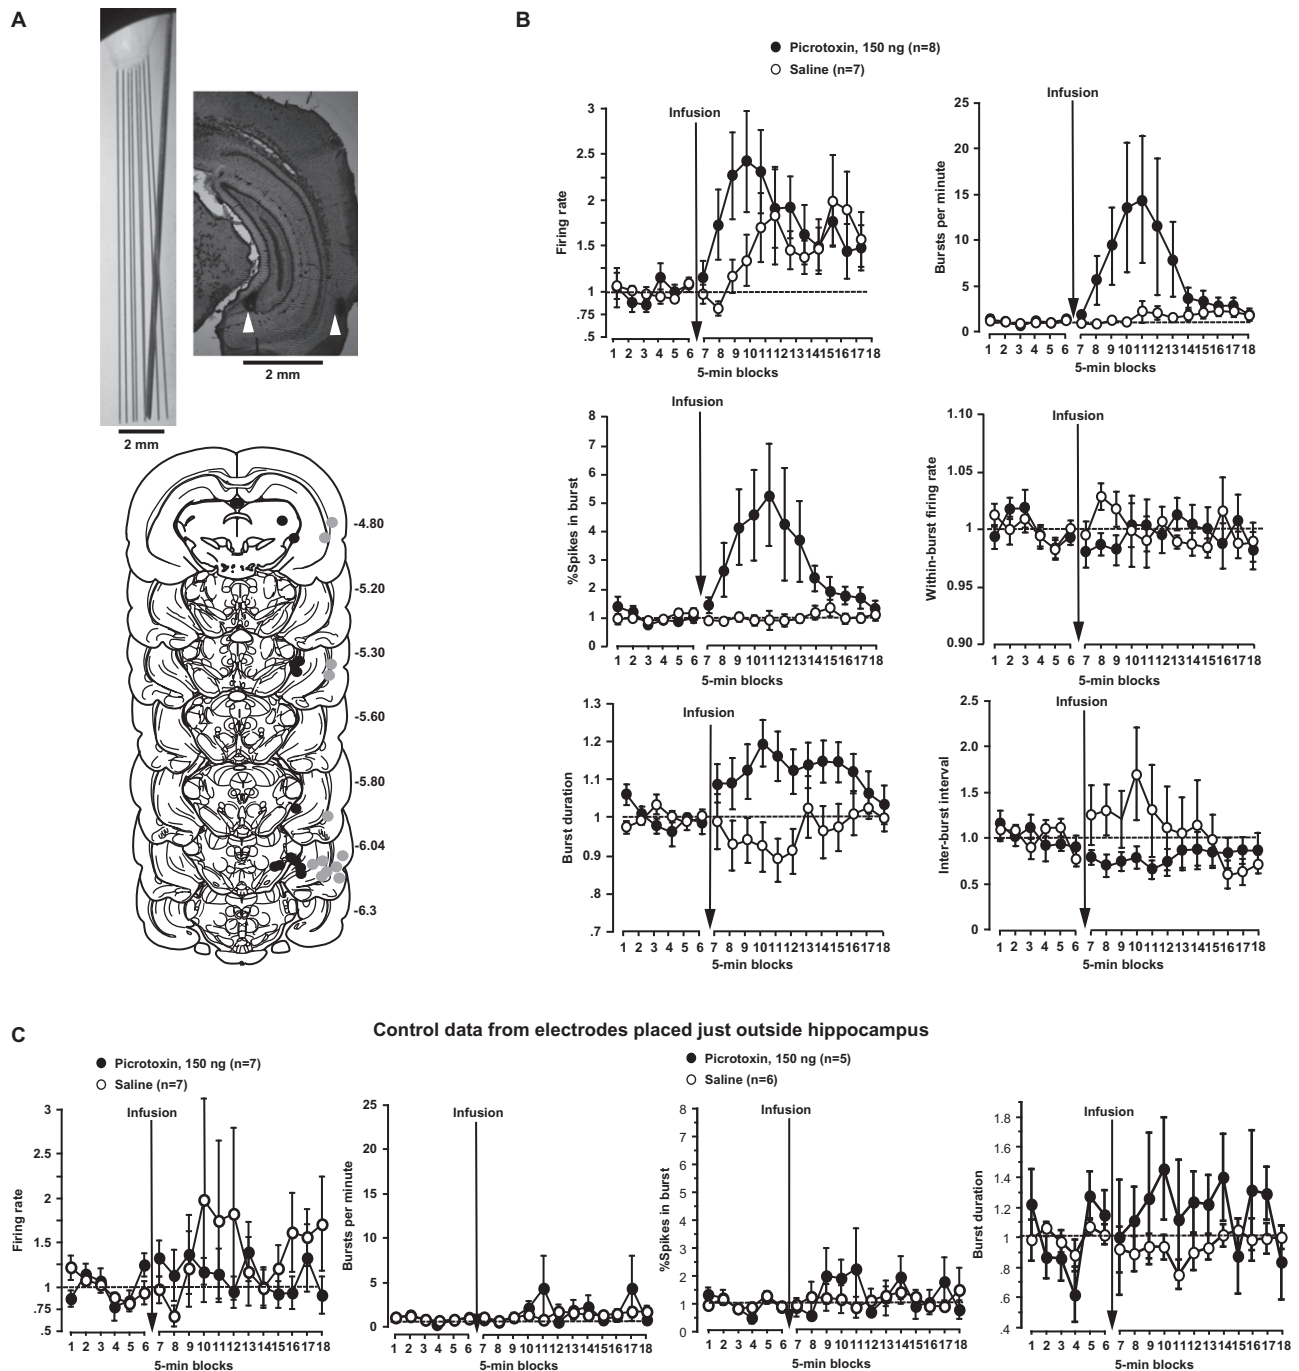 A
2 mm
2 mm
-4.80
-5.20
-5.30
-5.60
-5.80
-6.04
-6.3
B
Picrotoxin, 150 ng (n=8)
Saline (n=7)
Infusion
Firing rate
3
2.5
2
1.5
1
.75
.5
1 2 3 4 5 6 7 8 9 10 11 12 13 14 15 16 17 18
5-min blocks
Infusion
Bursts per minute
25
20
15
10
5
0
1 2 3 4 5 6 7 8 9 10 11 12 13 14 15 16 17 18
5-min blocks
Infusion
%Spikes in burst
8
7
6
5
4
3
2
1
0
1 2 3 4 5 6 7 8 9 10 11 12 13 14 15 16 17 18
5-min blocks
Infusion
Within-burst firing rate
1.10
1.05
1
0.95
0.90
1 2 3 4 5 6 7 8 9 10 11 12 13 14 15 16 17 18
5-min blocks
Infusion
Burst duration
1.3
1.2
1.1
1
0.9
0.8
.7
1 2 3 4 5 6 7 8 9 10 11 12 13 14 15 16 17 18
5-min blocks
Infusion
Inter-burst interval
2.5
2.0
1.5
1.0
0.5
0
1 2 3 4 5 6 7 8 9 10 11 12 13 14 15 16 17 18
5-min blocks
C
Control data from electrodes placed just outside hippocampus
Picrotoxin, 150 ng (n=7)
Saline (n=7)
Picrotoxin, 150 ng (n=5)
Saline (n=6)
Infusion
Firing rate
3
2.5
2
1.5
1
.75
.5
1 2 3 4 5 6 7 8 9 10 11 12 13 14 15 16 17 18
5-min blocks
Infusion
Bursts per minute
25
20
15
10
5
0
1 2 3 4 5 6 7 8 9 10 11 12 13 14 15 16 17 18
5-min blocks
Infusion
%Spikes in burst
8
7
6
5
4
3
2
1
0
1 2 3 4 5 6 7 8 9 10 11 12 13 14 15 16 17 18
5-min blocks
Infusion
Burst duration
1.8
1.6
1.4
1.2
1
.8
.6
.4
1 2 3 4 5 6 7 8 9 10 11 12 13 14 15 16 17 18
5-min blocks